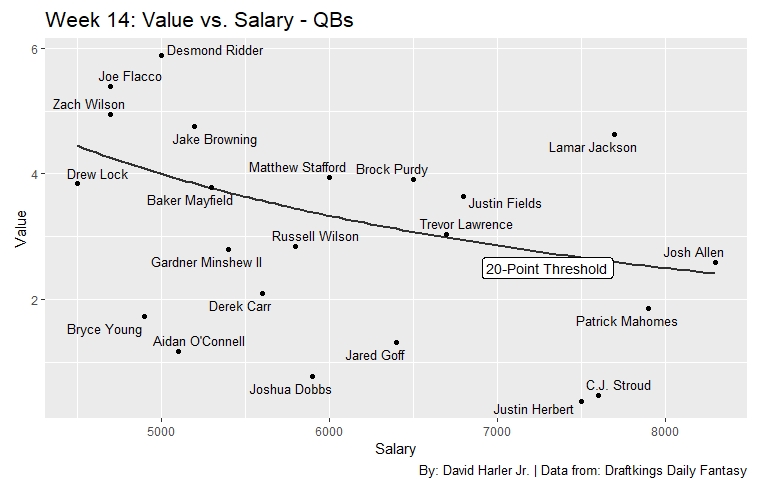 Week 14: Value vs. Salary - QBs
6
Desmond Ridder
Joe Flacco
Zach Wilson
Jake Browning
Lamar Jackson
Matthew Stafford
Brock Purdy
4
Drew Lock
Baker Mayfield
Justin Fields
Trevor Lawrence
Russell Wilson
Josh Allen
Gardner Minshew II
20-Point Threshold
Value
2
Derek Carr
Bryce Young
Patrick Mahomes
Aidan O'Connell
Jared Goff
Joshua Dobbs
C.J. Stroud
Justin Herbert
5000 6000 7000 8000
Salary
By: David Harler Jr. | Data from: Draftkings Daily Fantasy